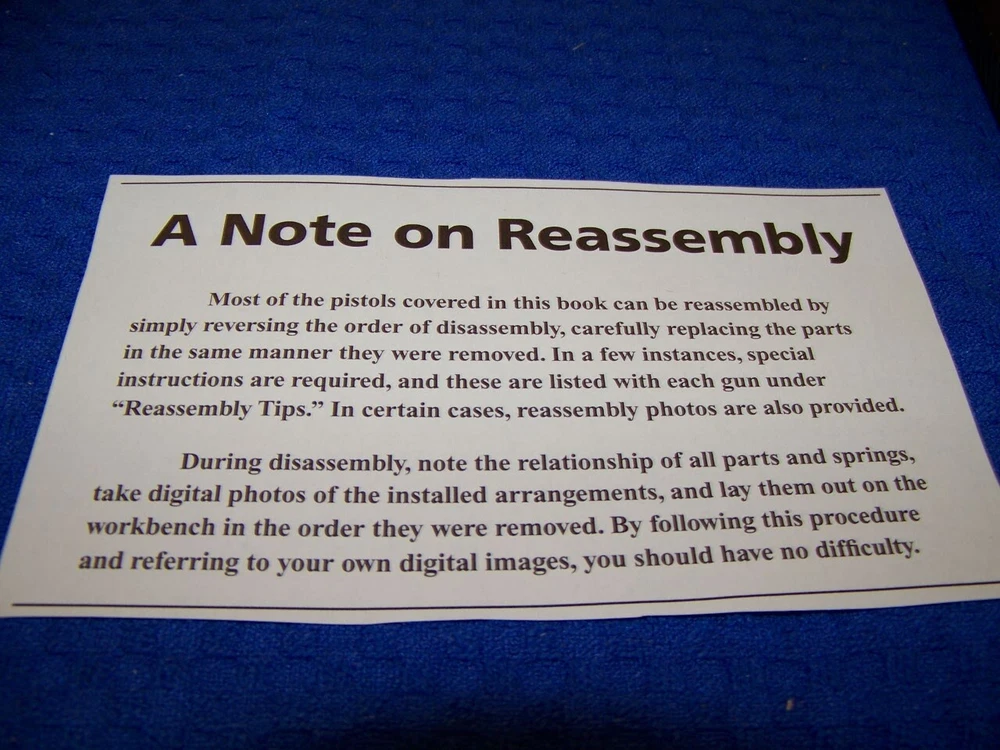 A Note on Reassembly
Most of the pistols covered in this book can be reassembled by
simply reversing the order of disassembly, carefully replacing the parts
in the same manner they were removed. In a few instances, special
instructions are required, and these are listed with each gun under
“Reassembly Tips.” In certain cases, reassembly photos are also provided.
During disassembly, note the relationship of all parts and springs,
take digital photos of the installed arrangements, and lay them out on the
workbench in the order they were removed. By following this procedure
and referring to your own digital images, you should have no difficulty.